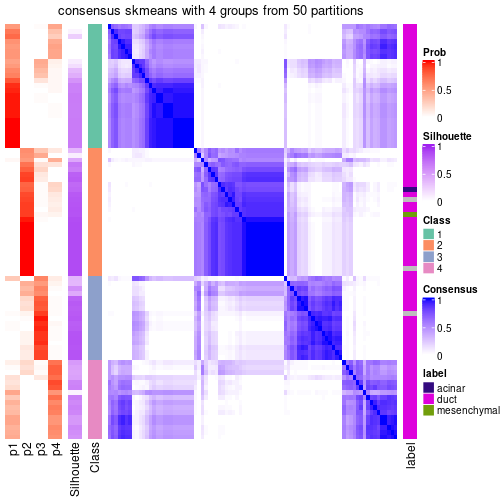 consensus skmeans with 4 groups from 50 partitions
p1
p2
p3
p4
Silhouette
Class
label
Prob
1
0.5
0
Silhouette
1
0.5
0
Class
1
2
3
4
Consensus
1
0.5
0
label
acinar
duct
mesenchymal